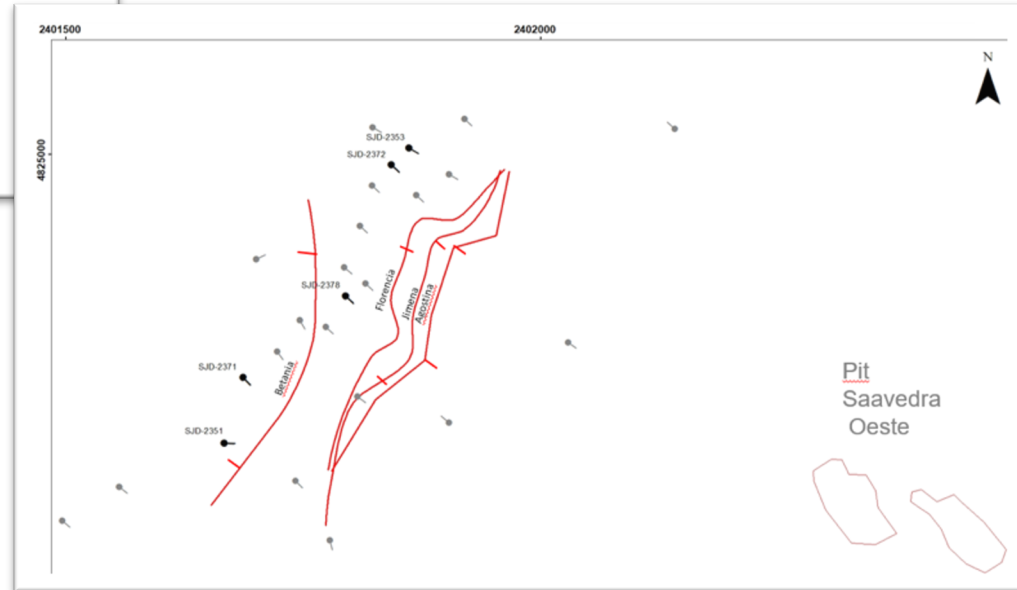 2401500
2402000
N
4825000
SJD-2353
SJD-2372
SJD-2378
Florencia
Jimena
Agostina
SJD-2371
Betania
SJD-2351
Pit
Saavedra
Oeste